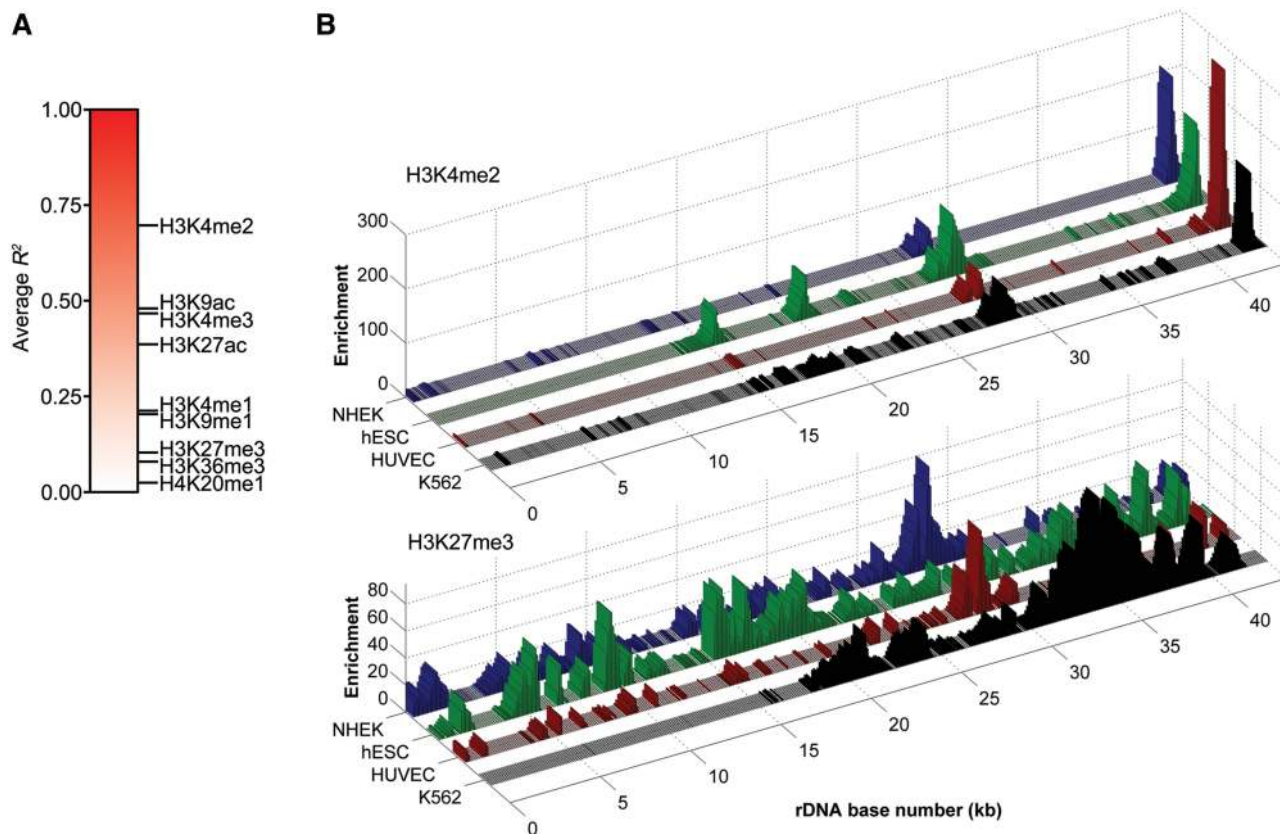 A
1.00
0.75
0.50
0.25
0.00
Average R²
H3K4me2
H3K9ac
H3K4me3
H3K27ac
H3K4me1
H3K9me1
H3K27me3
H3K36me3
H4K20me1
B
H3K4me2
300
200
100
0
Enrichment
NHEK
hESC
HUVEC
K562
0
5
10
15
20
25
30
35
40
H3K27me3
80
60
40
20
0
Enrichment
NHEK
hESC
HUVEC
K562
0
5
10
15
20
25
30
35
40
rDNA base number (kb)